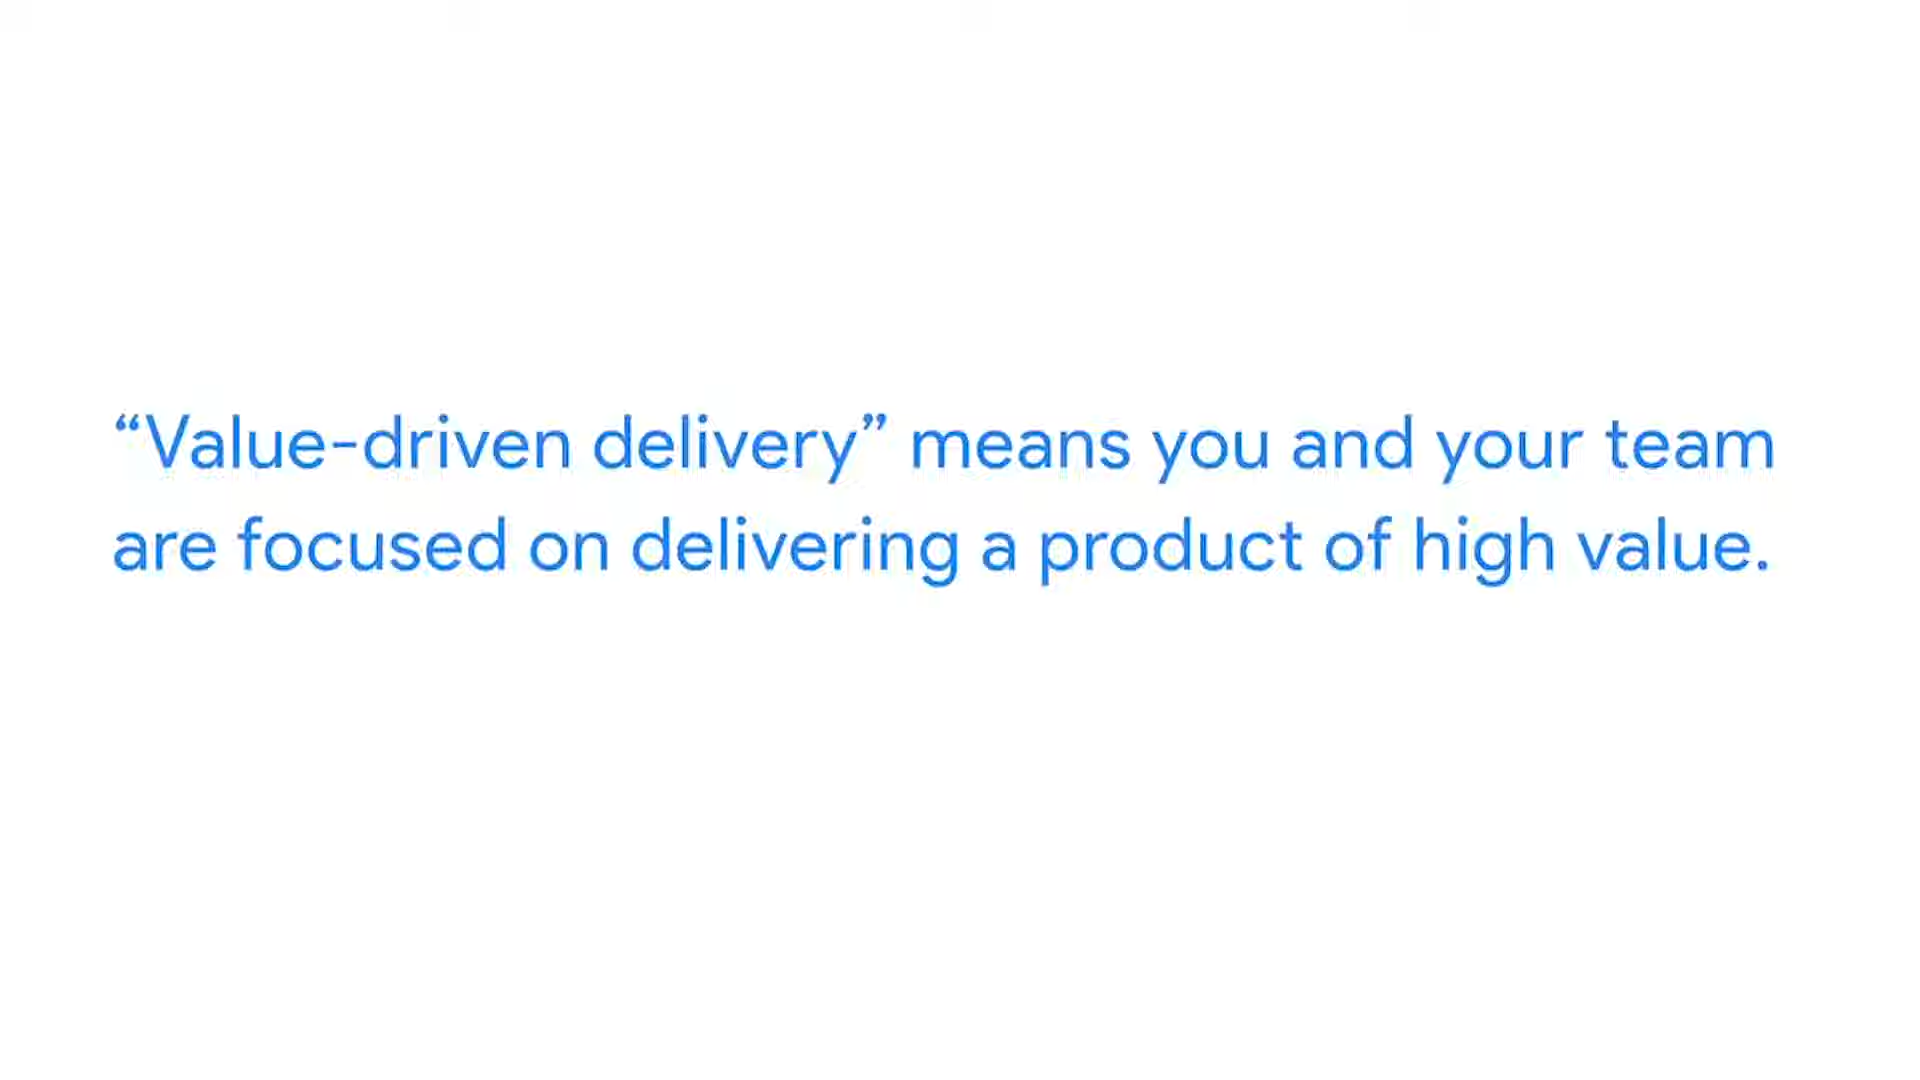 “Value-driven delivery” means you and your team
are focused on delivering a product of high value.